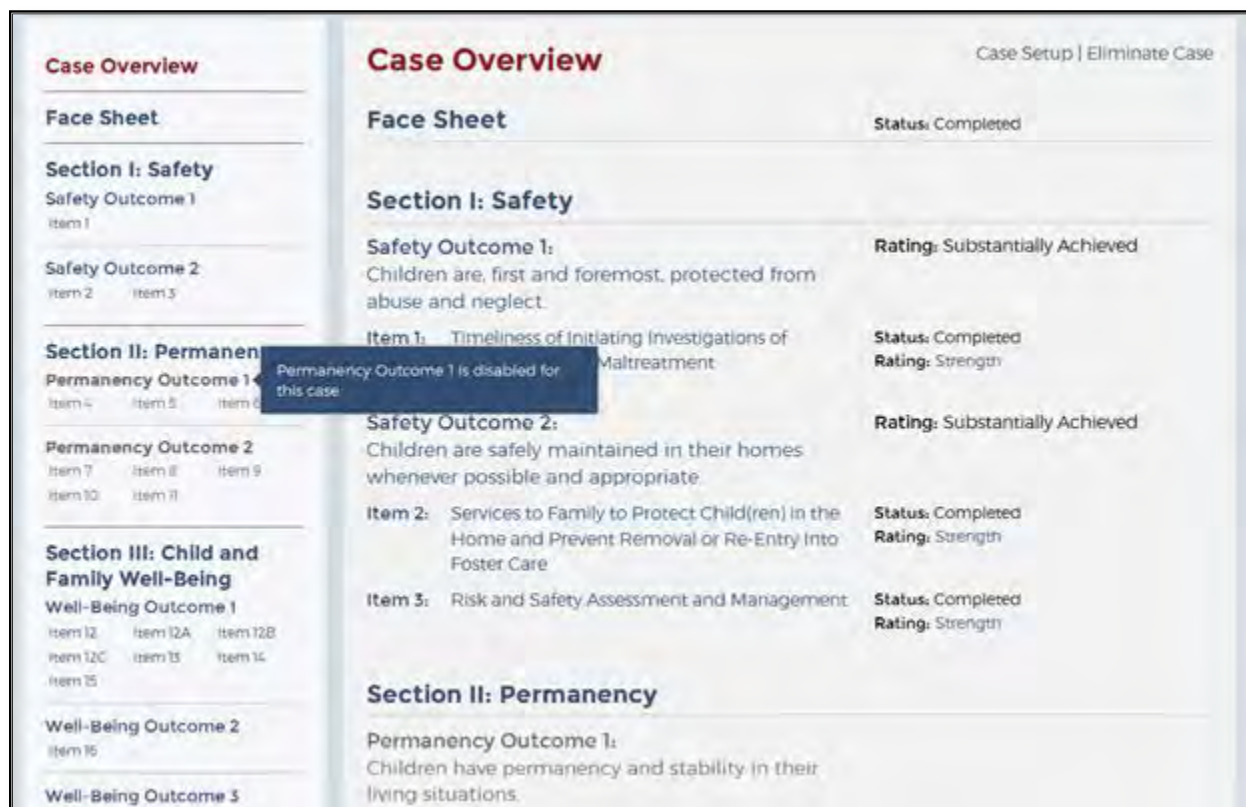 Case Overview
Face Sheet
Section I: Safety
Safety Outcome 1
Item 1
Safety Outcome 2
Item 2 Item 3
Section II: Permanen
Permanency Outcome 1
Item 4 Item 5 Item 6
Permanency Outcome 2
Item 7 Item 8 Item 9
Item 10 Item 11
Section III: Child and
Family Well-Being
Well-Being Outcome 1
Item 12 Item 12A Item 12B
Item 12C Item 13 Item 14
Item 15
Well-Being Outcome 2
Item 16
Well-Being Outcome 3
Permanency Outcome 1 is disabled for
this case
Case Overview
Case Setup | Eliminate Case
Face Sheet
Status: Completed
Section I: Safety
Safety Outcome 1:
Rating: Substantially Achieved
Children are, first and foremost, protected from
abuse and neglect.
Item 1: Timeliness of Initiating Investigations of
Maltreatment
Status: Completed
Rating: Strength
Safety Outcome 2:
Rating: Substantially Achieved
Children are safely maintained in their homes
whenever possible and appropriate.
Item 2: Services to Family to Protect Child(ren) in the
Home and Prevent Removal or Re-Entry Into
Foster Care
Status: Completed
Rating: Strength
Item 3: Risk and Safety Assessment and Management
Status: Completed
Rating: Strength
Section II: Permanency
Permanency Outcome 1:
Children have permanency and stability in their
living situations.